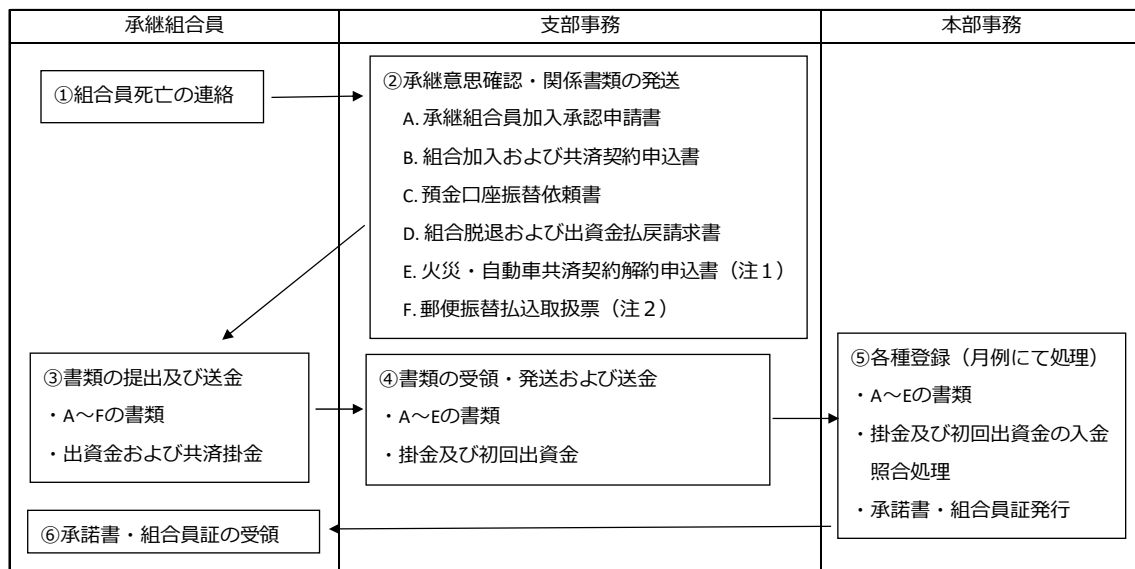 承継組合員
支部事務
本部事務
①組合員死亡の連絡
②承継意思確認・関係書類の発送
A. 承継組合員加入承認申請書
B. 組合加入および共済契約申込書
C. 預金口座振替依頼書
D. 組合脱退および出資金払戻請求書
E. 火災・自動車共済契約解約申込書（注１）
F. 郵便振替払込取扱票（注２）
③書類の提出及び送金
・A～Fの書類
・出資金および共済掛金
④書類の受領・発送および送金
・A～Eの書類
・掛金及び初回出資金
⑤各種登録（月例にて処理）
・A～Eの書類
・掛金及び初回出資金の入金
照合処理
・承諾書・組合員証発行
⑥承諾書・組合員証の受領